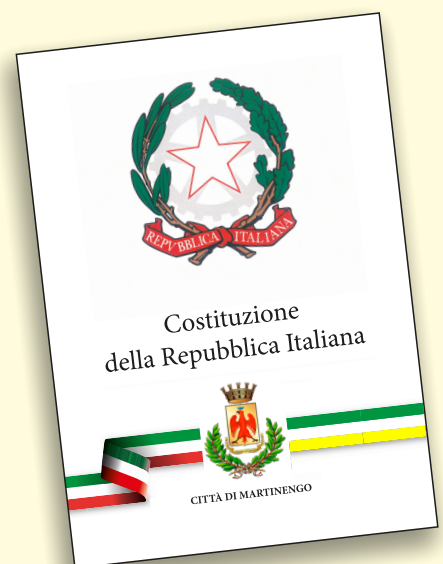 REPVBBLICA ITALIANA
Costituzione
della Repubblica Italiana
CITTÀ DI MARTINENGO